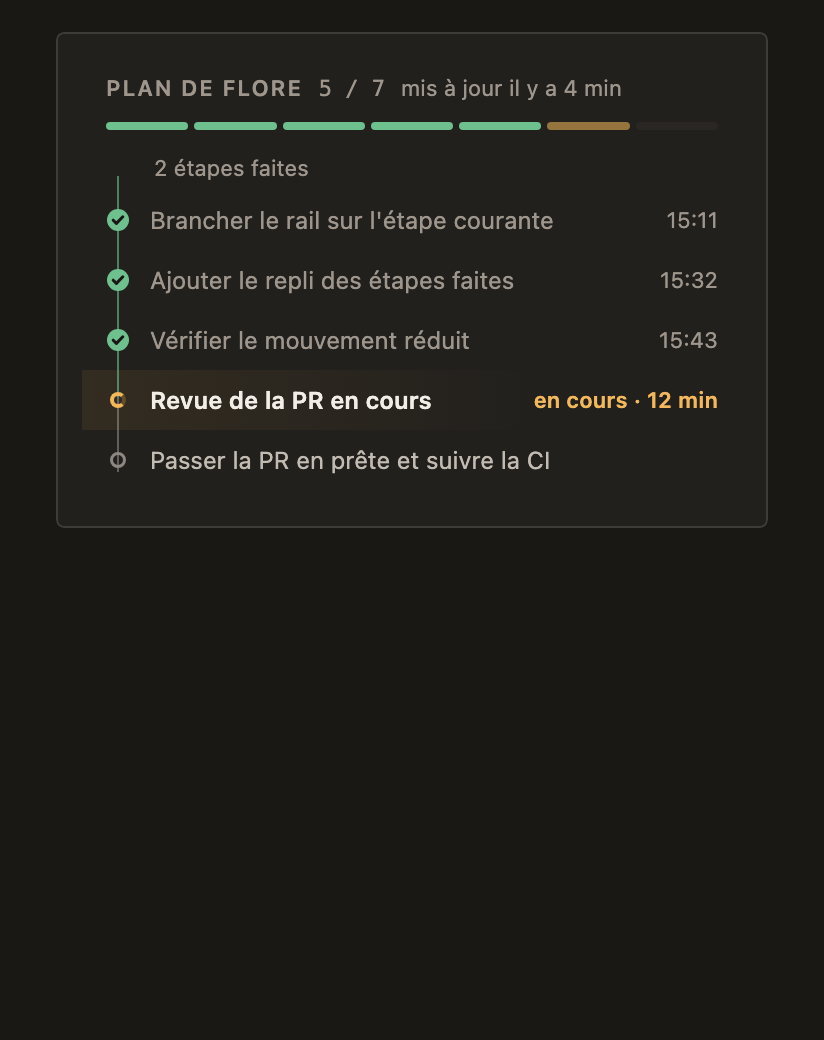 PLAN DE FLORE 5 / 7 mis à jour il y a 4 min
2 étapes faites
Brancher le rail sur l'étape courante 15:11
Ajouter le repli des étapes faites 15:32
Vérifier le mouvement réduit 15:43
Revue de la PR en cours en cours · 12 min
Passer la PR en prête et suivre la CI